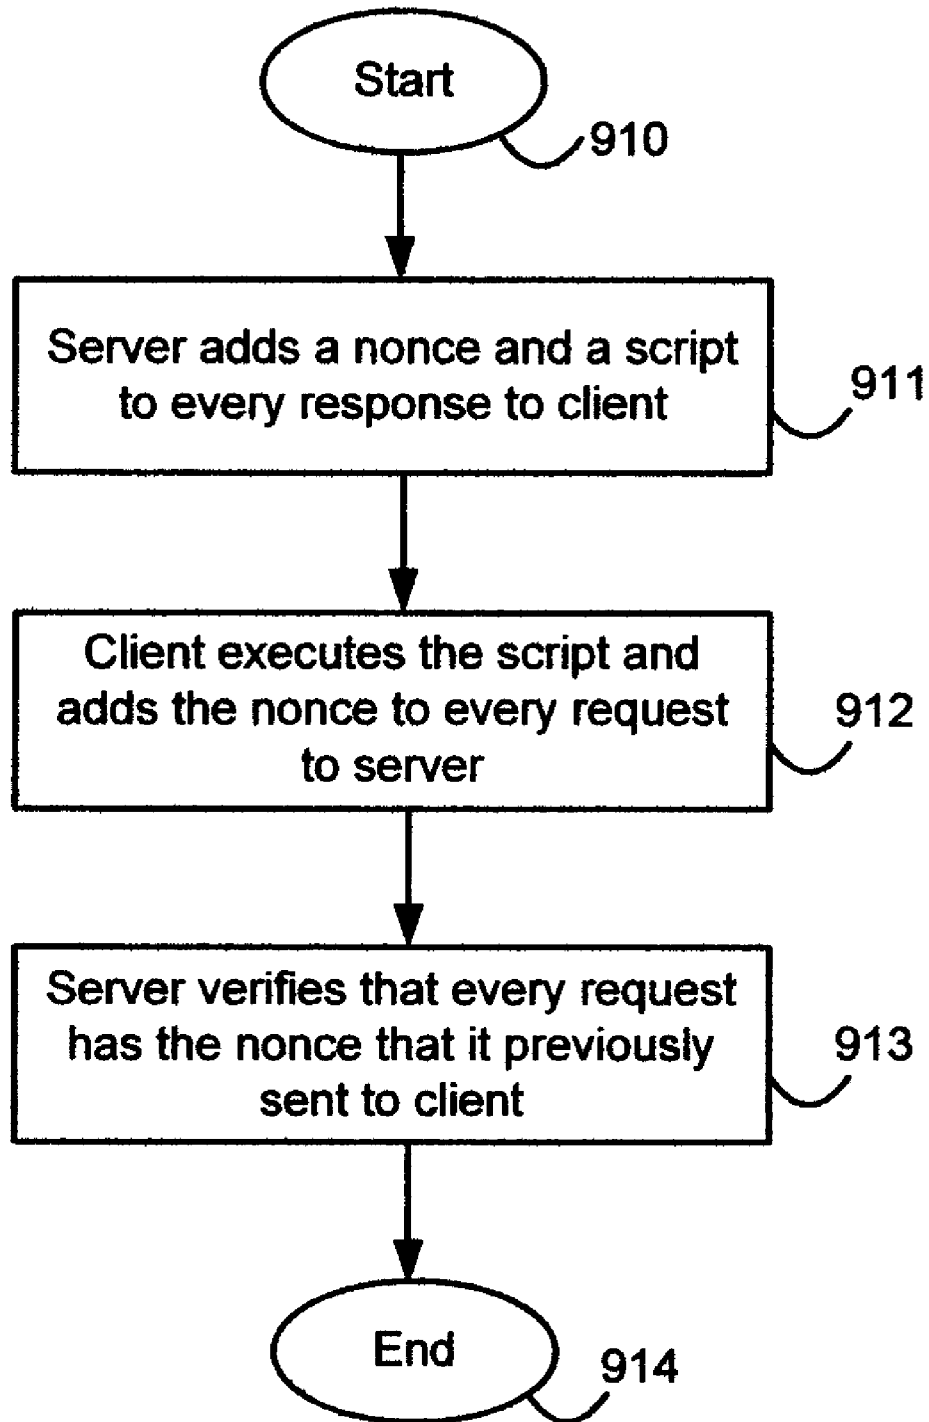 Start
910
Server adds a nonce and a script
to every response to client
911
Client executes the script and
adds the nonce to every request
to server
912
Server verifies that every request
has the nonce that it previously
sent to client
913
End
914